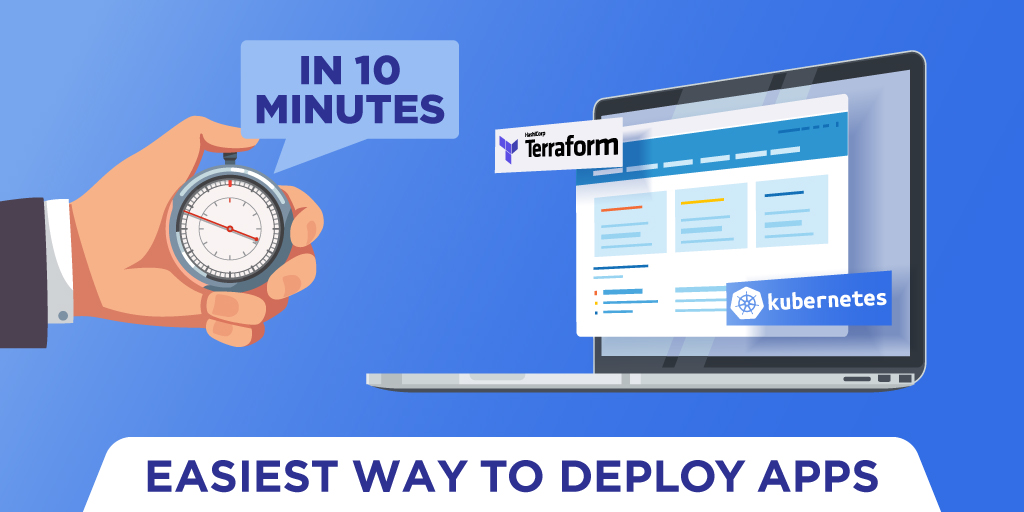 IN 10
MINUTES
HashiCorp
Terraform
kubernetes
EASIEST WAY TO DEPLOY APPS